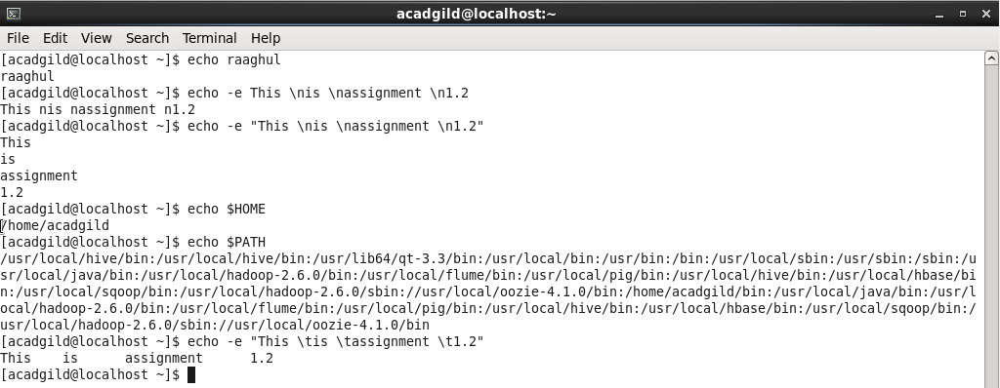 acadgild@localhost:~
File Edit View Search Terminal Help
[acadgild@localhost ~]$ echo raaghul
raaghul
[acadgild@localhost ~]$ echo -e This \nis \nassignment \n1.2
This nis nassignment n1.2
[acadgild@localhost ~]$ echo -e "This \nis \nassignment \n1.2"
This
is
assignment
1.2
[acadgild@localhost ~]$ echo $HOME
/home/acadgild
[acadgild@localhost ~]$ echo $PATH
/usr/local/hive/bin:/usr/local/hive/bin:/usr/lib64/qt-3.3/bin:/usr/local/bin:/usr/bin:/bin:/usr/local/sbin:/usr/sbin:/sbin:/u
sr/local/java/bin:/usr/local/hadoop-2.6.0/bin:/usr/local/flume/bin:/usr/local/pig/bin:/usr/local/hive/bin:/usr/local/hbase/bi
n:/usr/local/sqoop/bin:/usr/local/hadoop-2.6.0/sbin://usr/local/oozie-4.1.0/bin:/home/acadgild/bin:/usr/local/java/bin:/usr/l
ocal/hadoop-2.6.0/bin:/usr/local/flume/bin:/usr/local/pig/bin:/usr/local/hive/bin:/usr/local/hbase/bin:/usr/local/sqoop/bin:/
usr/local/hadoop-2.6.0/sbin://usr/local/oozie-4.1.0/bin
[acadgild@localhost ~]$ echo -e "This \tis \tassignment \t1.2"
This    is      assignment      1.2
[acadgild@localhost ~]$